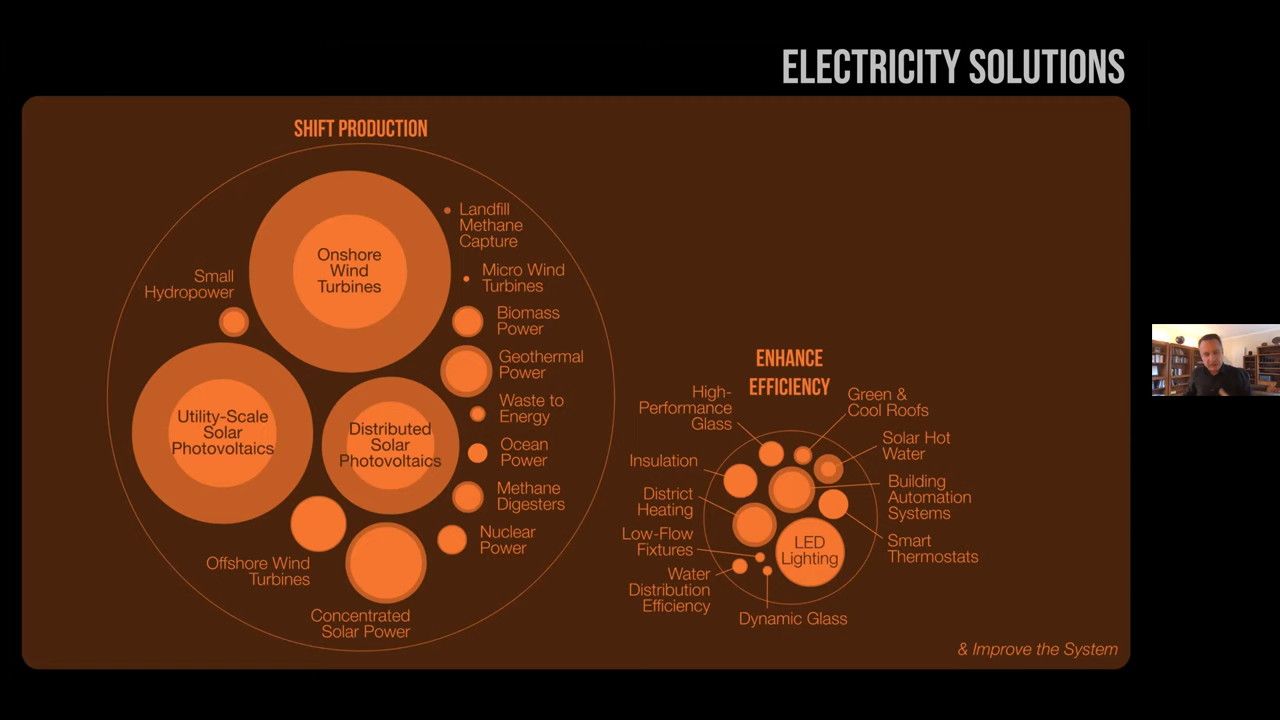 ELECTRICITY SOLUTIONS
SHIFT PRODUCTION
Onshore
Wind
Turbines
Landfill
Methane
Capture
Micro Wind
Turbines
Small
Hydropower
Biomass
Power
Geothermal
Power
Utility-Scale
Solar
Photovoltaics
Distributed
Solar
Photovoltaics
Waste to
Energy
Ocean
Power
Methane
Digesters
Nuclear
Power
Offshore Wind
Turbines
Concentrated
Solar Power
ENHANCE
EFFICIENCY
High-
Performance
Glass
Green &
Cool Roofs
Solar Hot
Water
Insulation
Building
Automation
Systems
District
Heating
Low-Flow
Fixtures
LED
Lighting
Smart
Thermostats
Water
Distribution
Efficiency
Dynamic Glass
& Improve the System